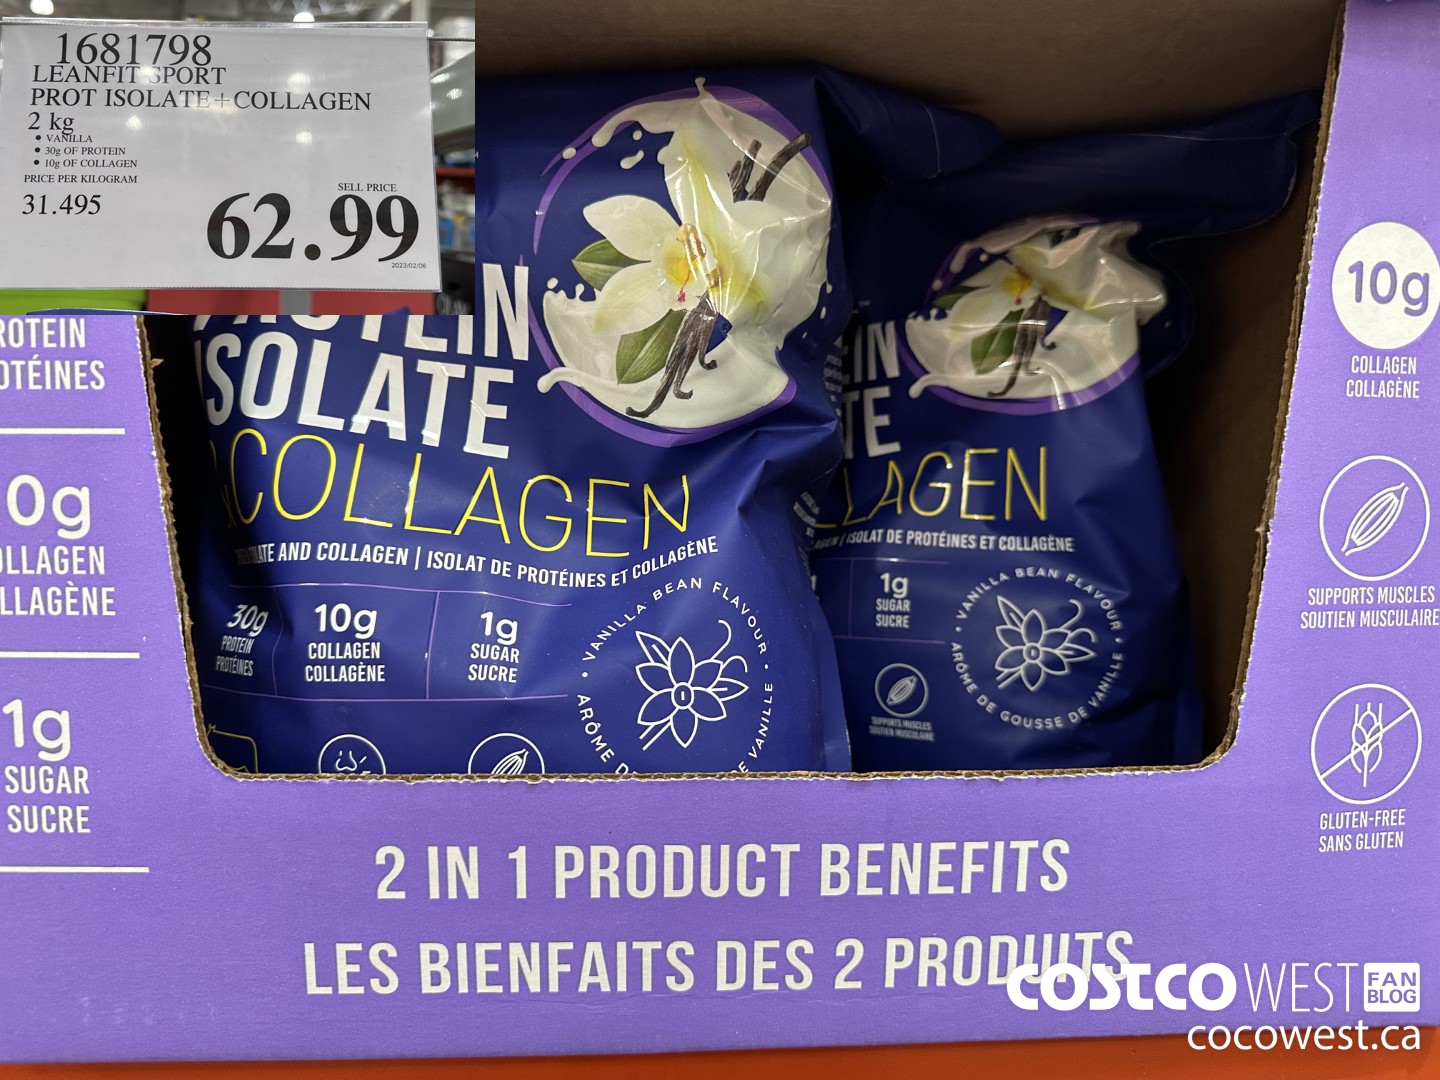 1681798
LEANFIT SPORT
PROT ISOLATE+COLLAGEN
2 kg
• VANILLA
• 30g OF PROTEIN
• 10g OF COLLAGEN
PRICE PER KILOGRAM
31.495
SELL PRICE
62.99
2023/02/06
ROTEIN
OTÉINES
0g
OLLAGEN
LLAGÈNE
1g
SUGAR
SUCRE
ISOLATE
&COLLAGEN
AND COLLAGEN | ISOLAT DE PROTÉINES ET COLLAGÈNE
30g
PROTEIN
PROTÉINES
10g
COLLAGEN
COLLAGÈNE
1g
SUGAR
SUCRE
• VANILLA BEAN FLAVOUR •
ARÔME D
E VANILLE
IN
TE
LLAGEN
ISOLAT DE PROTÉINES ET COLLAGÈNE
1g
SUGAR
SUCRE
SUPPORTS MUSCLES
SOUTIEN MUSCULAIRE
• VANILLA BEAN FLAVOUR •
ARÔME DE GOUSSE DE VANILLE
10g
COLLAGEN
COLLAGÈNE
SUPPORTS MUSCLES
SOUTIEN MUSCULAIRE
GLUTEN-FREE
SANS GLUTEN
2 IN 1 PRODUCT BENEFITS
LES BIENFAITS DES 2 PRODUITS
COSTCO WEST FAN BLOG
cocowest.ca